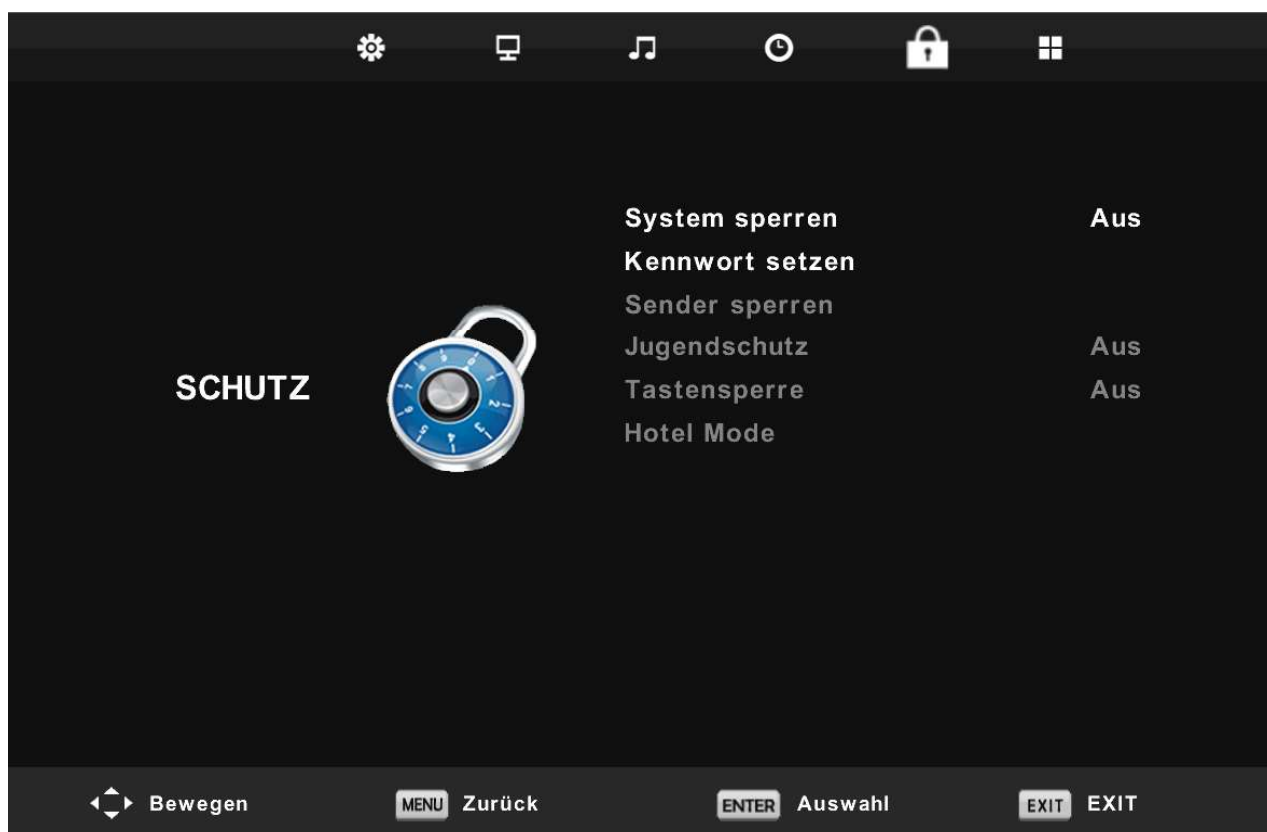 System sperren Aus
Kennwort setzen
Sender sperren
Jugendschutz Aus
SCHUTZ
Tastensperre Aus
Hotel Mode
Bewegen MENU Zurück ENTER Auswahl EXIT EXIT